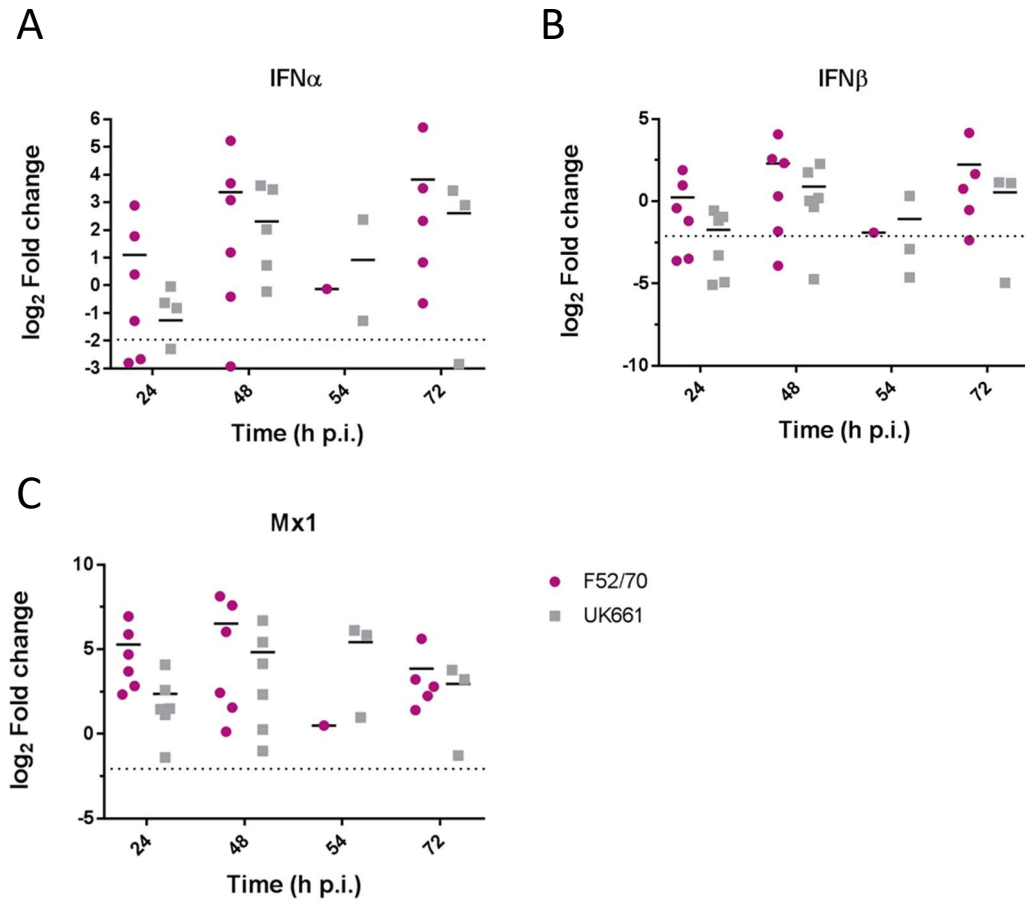 A
IFNα
log2 Fold change
6
5
4
3
2
1
0
-1
-2
-3
24
48
54
72
Time (h p.i.)
B
IFNβ
log2 Fold change
5
0
-5
-10
24
48
54
72
Time (h p.i.)
C
Mx1
log2 Fold change
10
5
0
-5
24
48
54
72
Time (h p.i.)
F52/70
UK661